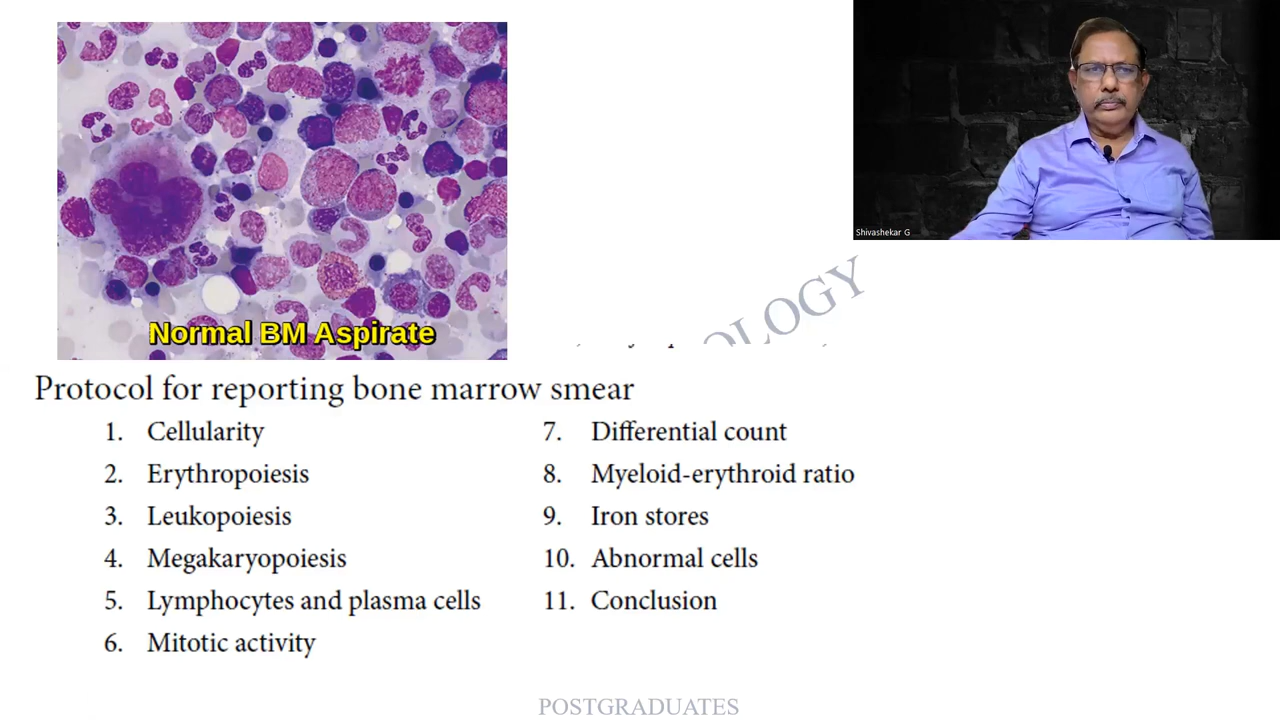 Normal BM Aspirate
Shivashekar G
OLOGY
Protocol for reporting bone marrow smear
1. Cellularity
2. Erythropoiesis
3. Leukopoiesis
4. Megakaryopoiesis
5. Lymphocytes and plasma cells
6. Mitotic activity
7. Differential count
8. Myeloid-erythroid ratio
9. Iron stores
10. Abnormal cells
11. Conclusion
POSTGRADUATES